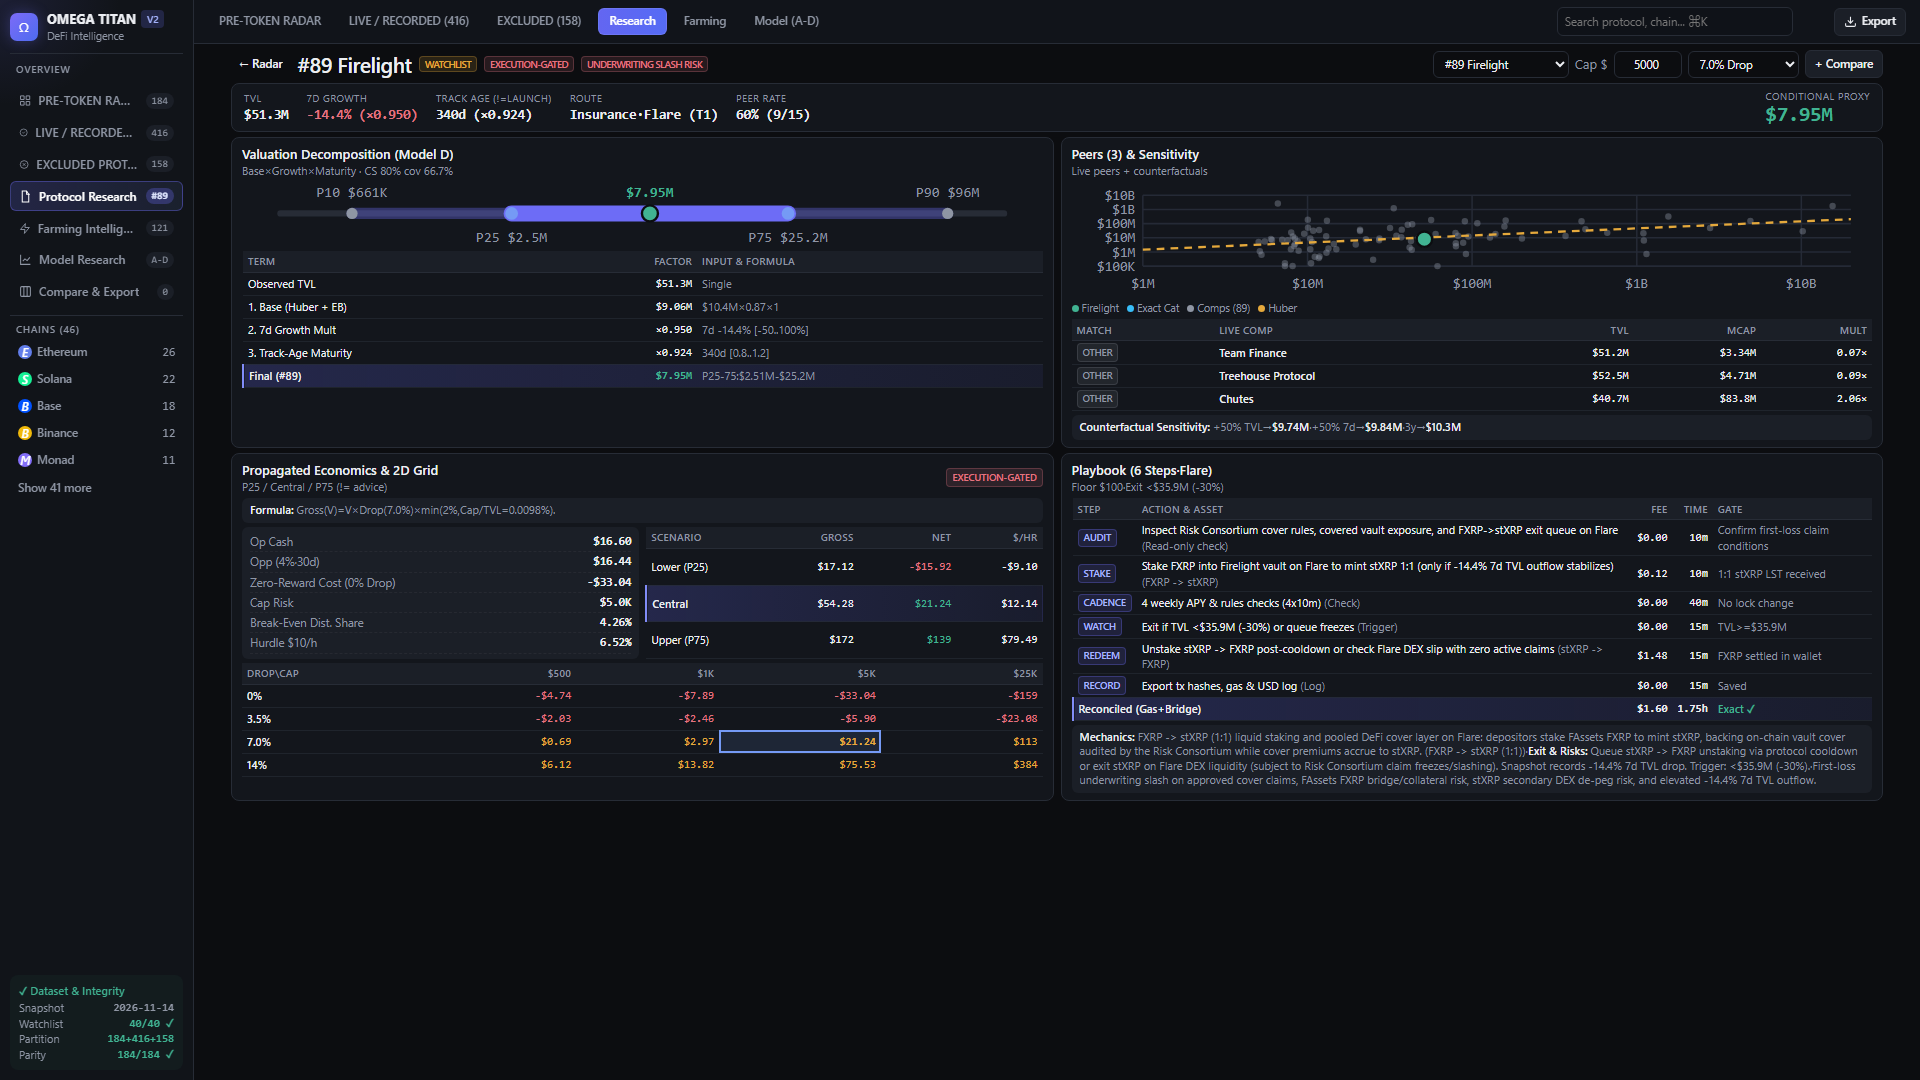 Ω OMEGA TITAN V2
DeFi Intelligence
OVERVIEW
PRE-TOKEN RA... 184
LIVE / RECORDE... 416
EXCLUDED PROT... 158
Protocol Research #89
Farming Intellig... 121
Model Research A-D
Compare & Export 0
CHAINS (46)
Ethereum 26
Solana 22
Base 18
Binance 12
Monad 11
Show 41 more
✓ Dataset & Integrity
Snapshot 2026-11-14
Watchlist 40/40 ✓
Partition 184+416+158
Parity 184/184 ✓
PRE-TOKEN RADAR LIVE / RECORDED (416) EXCLUDED (158) Research Farming Model (A-D) Search protocol, chain... ⌘K Export
← Radar #89 Firelight WATCHLIST EXECUTION-GATED UNDERWRITING SLASH RISK #89 Firelight Cap $ 5000 7.0% Drop + Compare
TVL 7D GROWTH TRACK AGE (!=LAUNCH) ROUTE PEER RATE CONDITIONAL PROXY
$51.3M -14.4% (×0.950) 340d (×0.924) Insurance·Flare (T1) 60% (9/15) $7.95M
Valuation Decomposition (Model D)
Base×Growth×Maturity · CS 80% cov 66.7%
P10 $661K $7.95M P90 $96M
P25 $2.5M P75 $25.2M
TERM FACTOR INPUT & FORMULA
Observed TVL $51.3M Single
1. Base (Huber + EB) $9.06M $10.4M×0.87×1
2. 7d Growth Mult ×0.950 7d -14.4% [-50..100%]
3. Track-Age Maturity ×0.924 340d [0.8..1.2]
Final (#89) $7.95M P25-75:$2.51M-$25.2M
Peers (3) & Sensitivity
Live peers + counterfactuals
$10B
$1B
$100M
$10M
$1M
$100K
$1M $10M $100M $1B $10B
Firelight Exact Cat Comps (89) Huber
MATCH LIVE COMP TVL MCAP MULT
OTHER Team Finance $51.2M $3.34M 0.07×
OTHER Treehouse Protocol $52.5M $4.71M 0.09×
OTHER Chutes $40.7M $83.8M 2.06×
Counterfactual Sensitivity: +50% TVL→$9.74M·+50% 7d→$9.84M·3y→$10.3M
Propagated Economics & 2D Grid EXECUTION-GATED
P25 / Central / P75 (!= advice)
Formula: Gross(V)=V×Drop(7.0%)×min(2%,Cap/TVL=0.0098%).
Op Cash $16.60
Opp (4%·30d) $16.44
Zero-Reward Cost (0% Drop) -$33.04
Cap Risk $5.0K
Break-Even Dist. Share 4.26%
Hurdle $10/h 6.52%
SCENARIO GROSS NET $/HR
Lower (P25) $17.12 -$15.92 -$9.10
Central $54.28 $21.24 $12.14
Upper (P75) $172 $139 $79.49
DROP\CAP $500 $1K $5K $25K
0% -$4.74 -$7.89 -$33.04 -$159
3.5% -$2.03 -$2.46 -$5.90 -$23.08
7.0% $0.69 $2.97 $21.24 $113
14% $6.12 $13.82 $75.53 $384
Playbook (6 Steps·Flare)
Floor $100·Exit <$35.9M (-30%)
STEP ACTION & ASSET FEE TIME GATE
AUDIT Inspect Risk Consortium cover rules, covered vault exposure, and FXRP->stXRP exit queue on Flare (Read-only check) $0.00 10m Confirm first-loss claim conditions
STAKE Stake FXRP into Firelight vault on Flare to mint stXRP 1:1 (only if -14.4% 7d TVL outflow stabilizes) (FXRP -> stXRP) $0.12 10m 1:1 stXRP LST received
CADENCE 4 weekly APY & rules checks (4x10m) (Check) $0.00 40m No lock change
WATCH Exit if TVL <$35.9M (-30%) or queue freezes (Trigger) $0.00 15m TVL>=$35.9M
REDEEM Unstake stXRP -> FXRP post-cooldown or check Flare DEX slip with zero active claims (stXRP -> FXRP) $1.48 15m FXRP settled in wallet
RECORD Export tx hashes, gas & USD log (Log) $0.00 15m Saved
Reconciled (Gas+Bridge) $1.60 1.75h Exact ✓
Mechanics: FXRP -> stXRP (1:1) liquid staking and pooled DeFi cover layer on Flare: depositors stake FAssets FXRP to mint stXRP, backing on-chain vault cover
audited by the Risk Consortium while cover premiums accrue to stXRP. (FXRP -> stXRP (1:1))·Exit & Risks: Queue stXRP -> FXRP unstaking via protocol cooldown
or exit stXRP on Flare DEX liquidity (subject to Risk Consortium claim freezes/slashing). Snapshot records -14.4% 7d TVL drop. Trigger: <$35.9M (-30%).·First-loss
underwriting slash on approved cover claims, FAssets FXRP bridge/collateral risk, stXRP secondary DEX de-peg risk, and elevated -14.4% 7d TVL outflow.